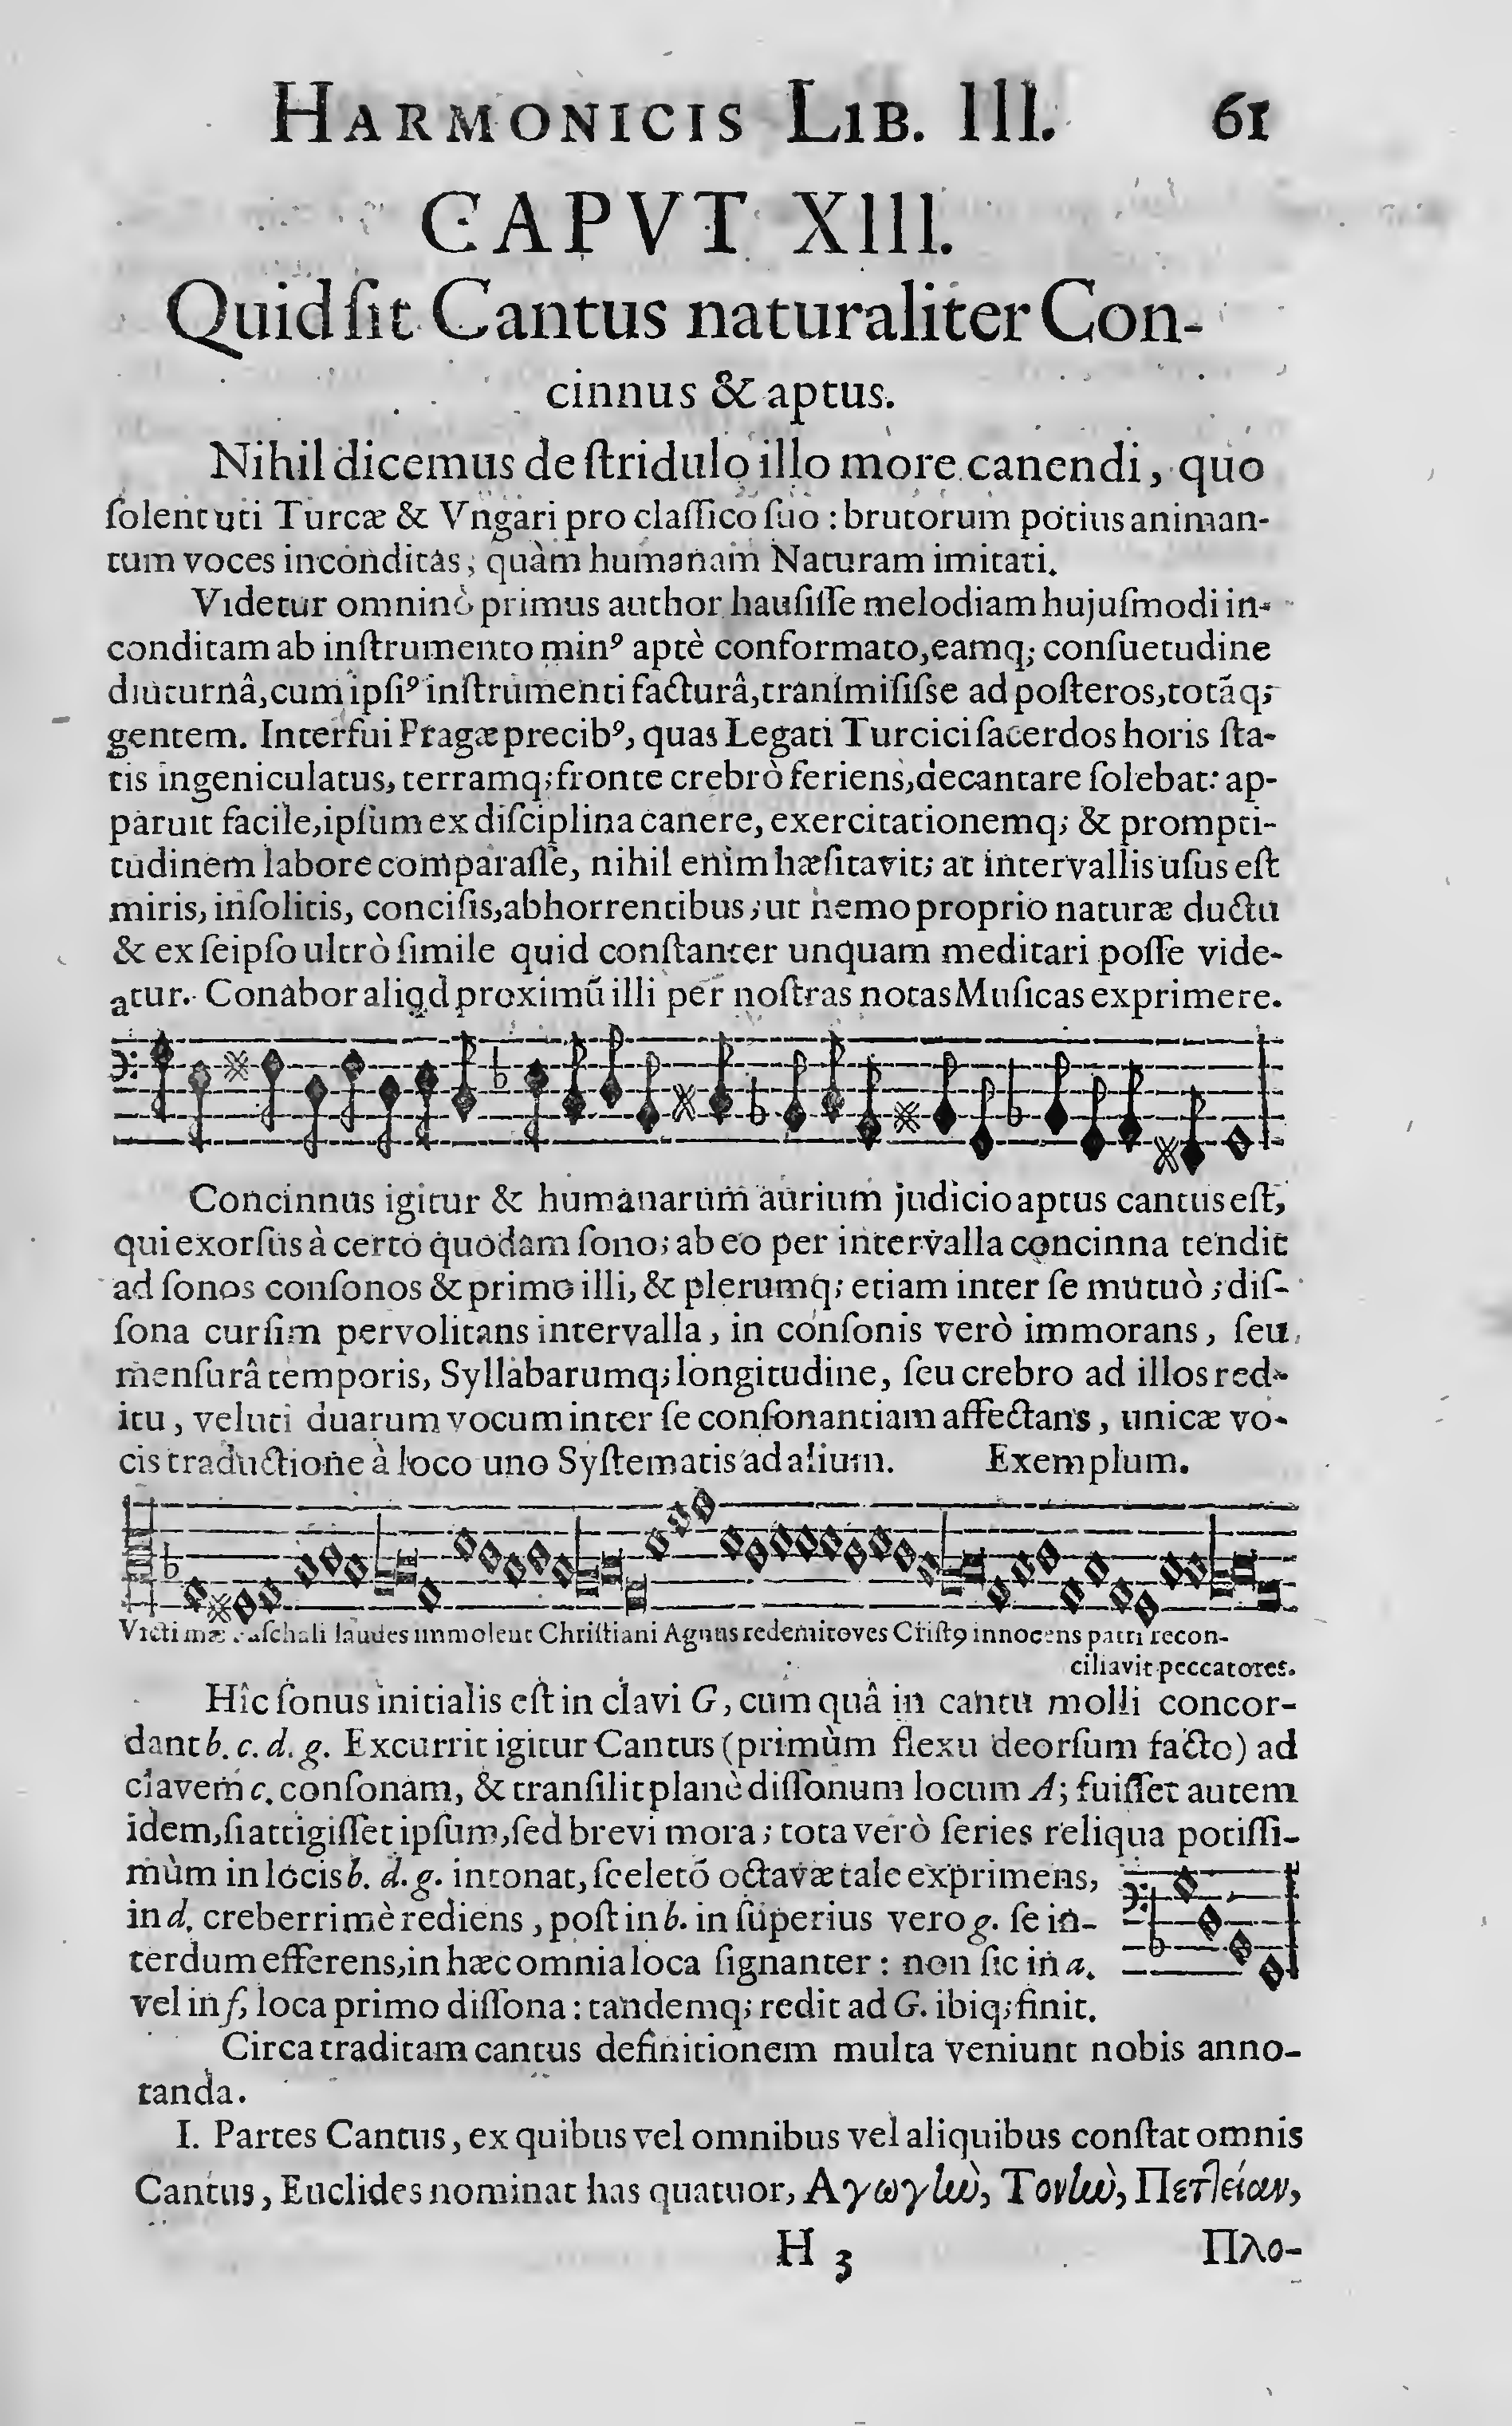 HARMONICIS LIB. III. 61
CAPVT XIII.
Quid ſit Cantus naturaliter Con-
cinnus & aptus.
Nihil dicemus de ſtridulo illo more canendi, quo
ſolent uti Turcæ & Vngari pro claſſico ſuo : brutorum potius animan-
tum voces inconditas, quàm humanam Naturam imitati.
Videtur omninò primus author hauſiſſe melodiam hujuſmodi in-
conditam ab inſtrumento minꝰ aptè conformato, eamq; conſuetudine
diuturnâ, cum ipſiꝰ inſtrumenti facturâ, tranſmiſiſse ad poſteros, totãq;
gentem. Interfui Pragæ precibꝰ, quas Legati Turcici ſacerdos horis ſta-
tis ingeniculatus, terramq; fronte crebrò feriens, decantare ſolebat: ap-
paruit facile, ipſum ex diſciplina canere, exercitationemq; & prompti-
tudinem labore comparaſſe, nihil enim hæſitavit; at intervallis uſus eſt
miris, inſolitis, conciſis, abhorrentibus; ut nemo proprio naturæ ductu
& ex ſeipſo ultrò ſimile quid conſtanter unquam meditari poſſe vide-
atur. Conabor aliqd proximũ illi per noſtras notas Muſicas exprimere.
Concinnus igitur & humanarum aurium judicio aptus cantus eſt,
qui exorſus à certo quodam ſono; ab eo per intervalla concinna tendit
ad ſonos conſonos & primo illi, & plerumq; etiam inter ſe mutuò ; diſ-
ſona curſim pervolitans intervalla, in conſonis verò immorans, ſeu
menſurâ temporis, Syllabarumq; longitudine, ſeu crebro ad illos red-
itu, veluti duarum vocum inter ſe conſonantiam affectans, unicæ vo-
cis traductione à loco uno Syſtematis ad alium. Exemplum.
Victimæ Paſchali laudes immolent Chriſtiani Agnus redemit oves Criſtꝰ innocens patri recon-
ciliavit peccatores.
Hîc ſonus initialis eſt in clavi G, cum quâ in cantu molli concor-
dant b. c. d. g. Excurrit igitur Cantus (primùm flexu deorſum facto) ad
clavem c. conſonam, & tranſilit planè diſſonum locum A; fuiſſet autem
idem, ſi attigiſſet ipſum, ſed brevi mora ; tota verò ſeries reliqua potiſſi-
mùm in locis b. d. g. intonat, ſceletõ octavæ tale exprimens,
in d. creberrimè rediens, poſt in b. in ſuperius vero g. ſe in-
terdum efferens, in hæc omnia loca ſignanter : non ſic in a.
vel in f, loca primo diſſona : tandemq; redit ad G. ibiq; finit.
Circa traditam cantus definitionem multa veniunt nobis anno-
tanda.
I. Partes Cantus, ex quibus vel omnibus vel aliquibus conſtat omnis
Cantus, Euclides nominat has quatuor, Αγωγὴν, Τονὴν, Πετ]είαν,
H 3 Πλο-